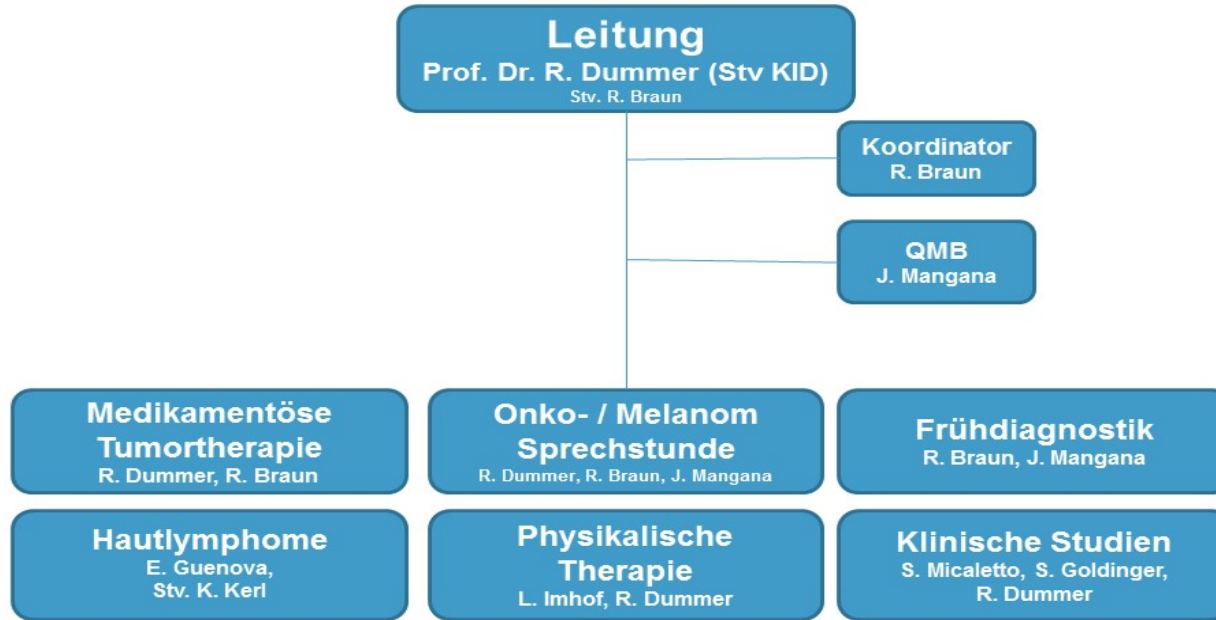 Leitung
Prof. Dr. R. Dummer (Stv KID)
Stv. R. Braun
Koordinator
R. Braun
QMB
J. Mangana
Medikamentöse
Tumortherapie
R. Dummer, R. Braun
Onko- / Melanom
Sprechstunde
R. Dummer, R. Braun, J. Mangana
Frühdiagnostik
R. Braun, J. Mangana
Hautlymphome
E. Guenova,
Stv. K. Kerl
Physikalische
Therapie
L. Imhof, R. Dummer
Klinische Studien
S. Micaletto, S. Goldinger,
R. Dummer